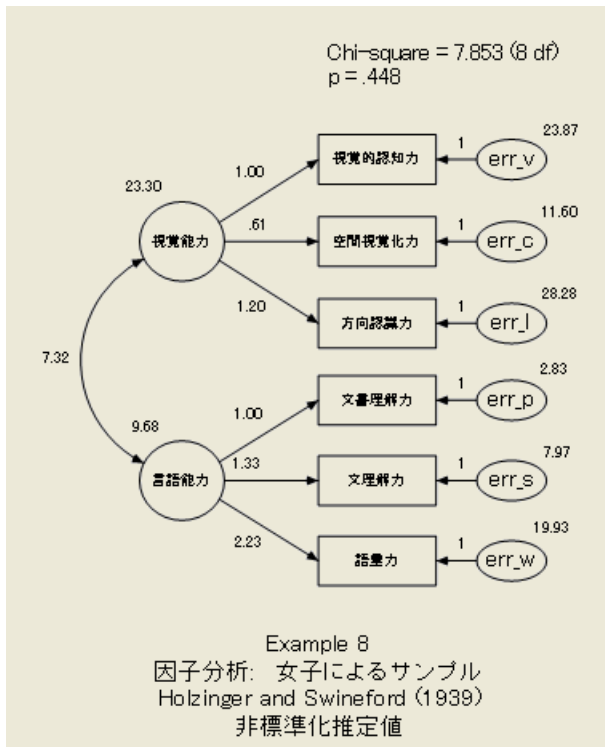 Chi-square = 7.853 (8 df)
p = .448
23.87
視覚的認知力
1
err_v
1.00
23.30
11.60
視覚能力
.61
空間視覚化力
1
err_c
28.28
1.20
方向認識力
1
err_l
7.32
2.83
文書理解力
1
err_p
9.68
1.00
7.97
言語能力
1.33
文理解力
1
err_s
19.93
2.23
語彙力
1
err_w
Example 8
因子分析: 女子によるサンプル
Holzinger and Swineford (1939)
非標準化推定値